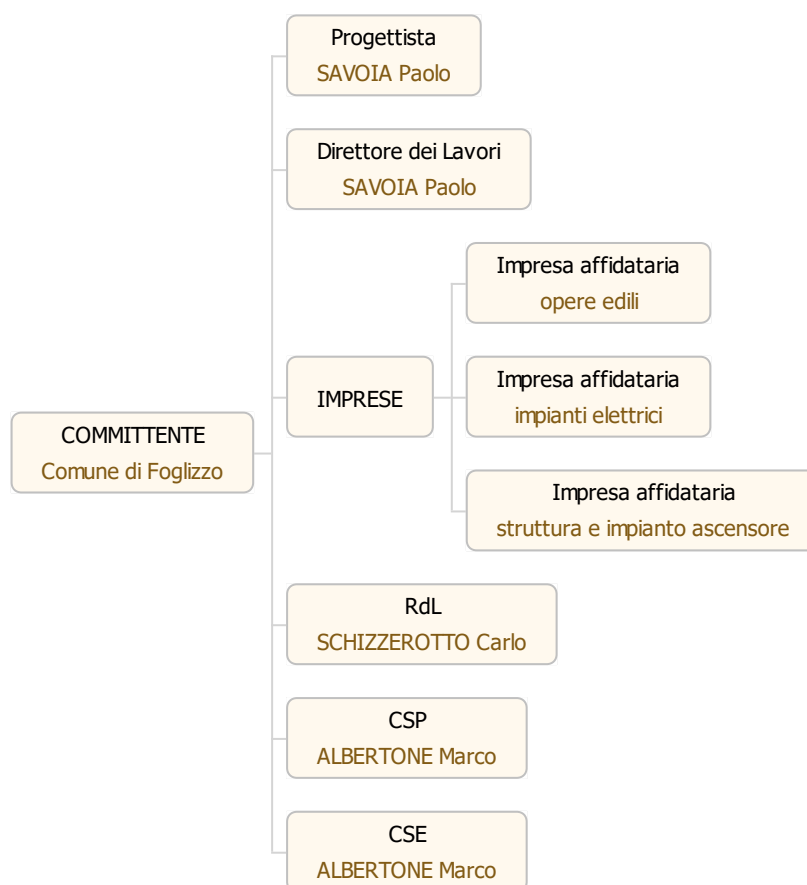 Progettista
SAVOIA Paolo
Direttore dei Lavori
SAVOIA Paolo
Impresa affidataria
opere edili
IMPRESE
Impresa affidataria
impianti elettrici
COMMITTENTE
Comune di Foglizzo
Impresa affidataria
struttura e impianto ascensore
RdL
SCHIZZEROTTO Carlo
CSP
ALBERTONE Marco
CSE
ALBERTONE Marco